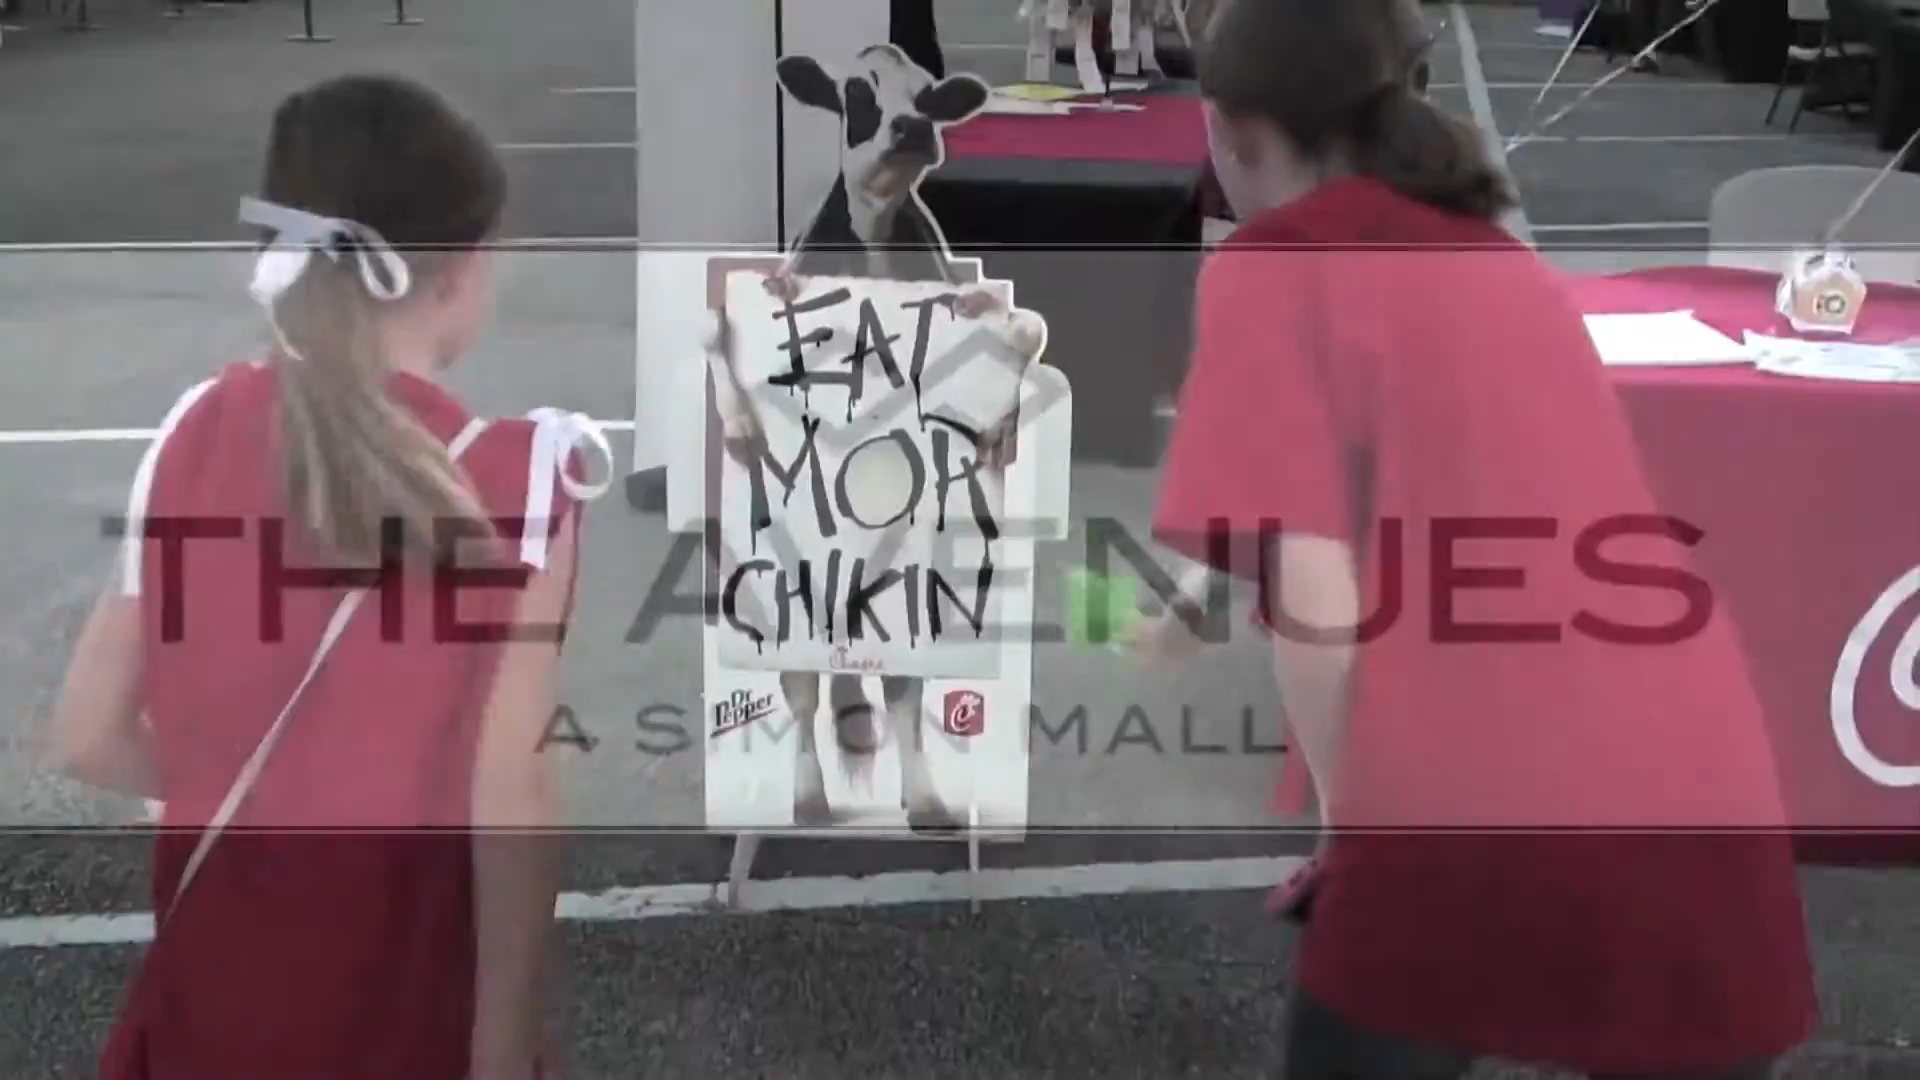 EAT
MOR
CHIKIN
THE AVENUES
Dr Pepper
A SIMON MALL